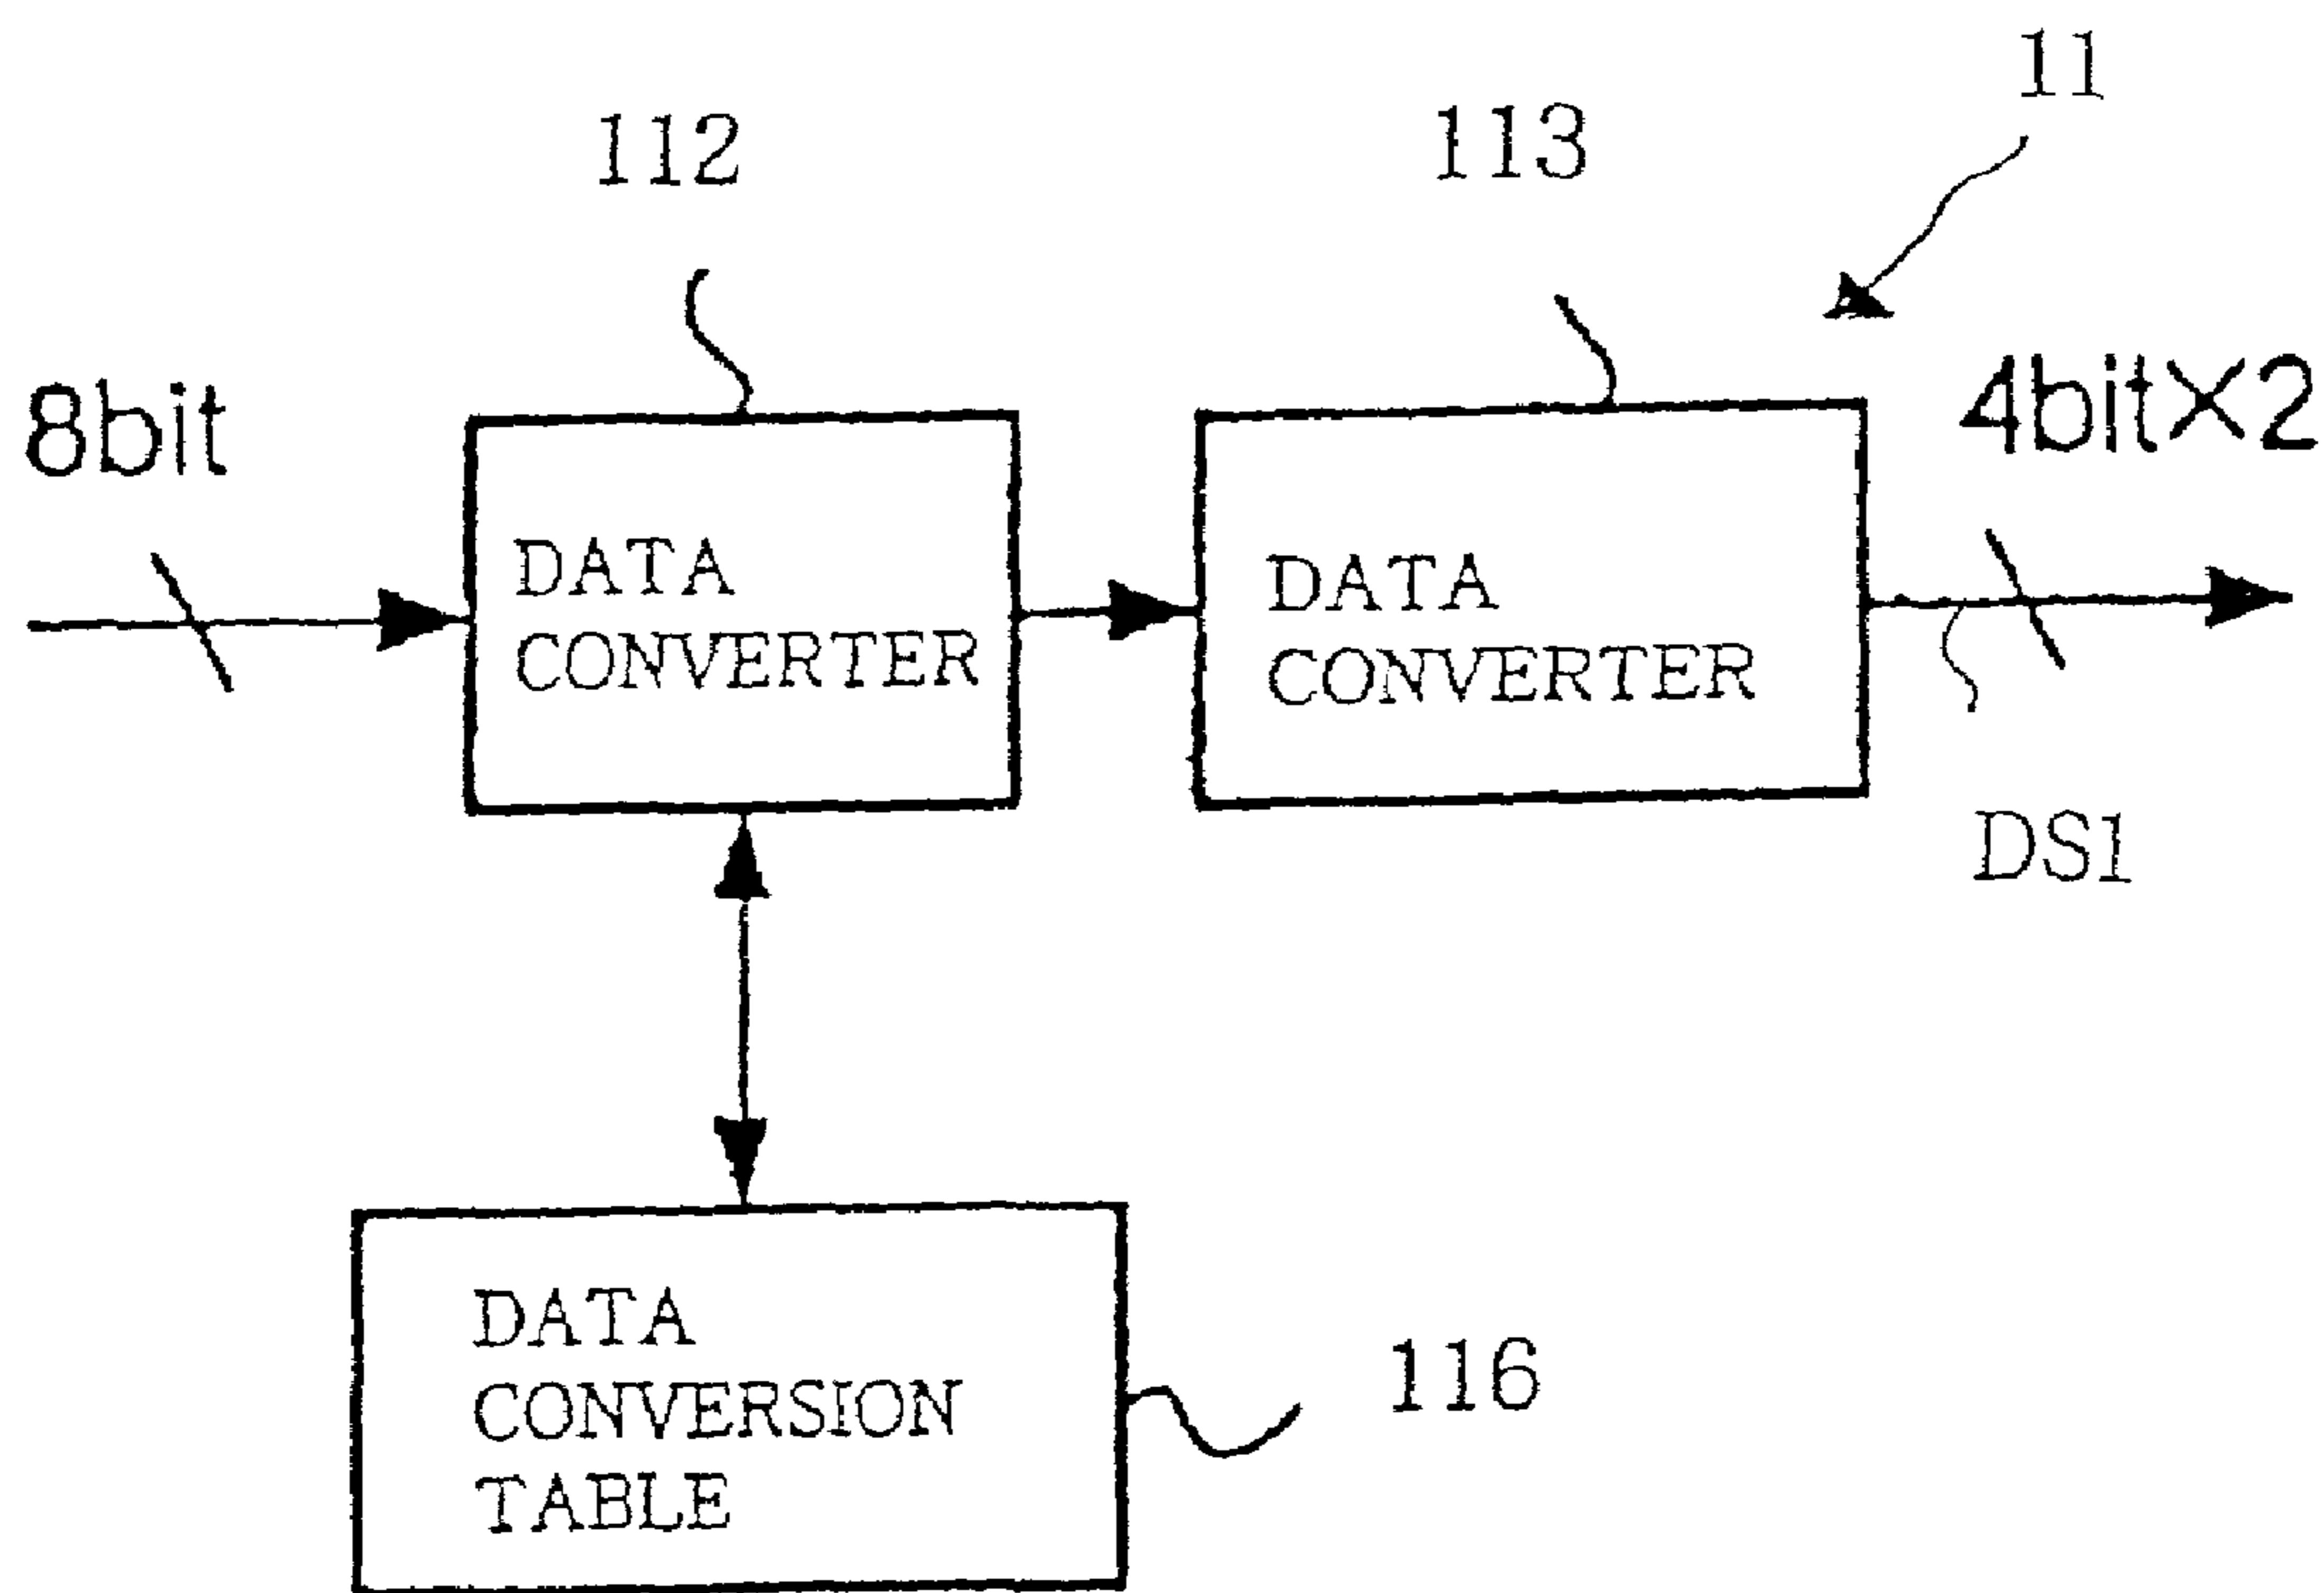 11
112
113
8bit
4bit×2
DATA
CONVERTER
DATA
CONVERTER
DS1
DATA
CONVERSION
TABLE
116